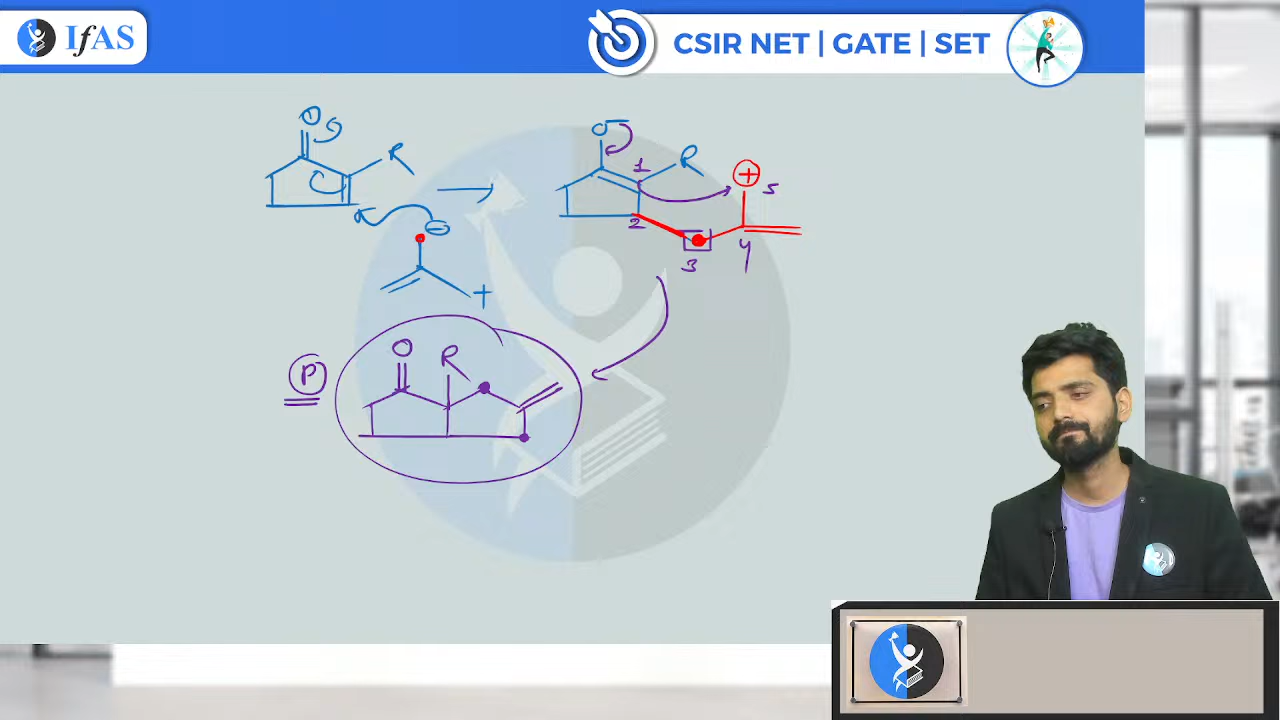 IfAS
CSIR NET | GATE | SET
O
R
⊖
+
O
R
1
2
3
4
5
+
P
O
R